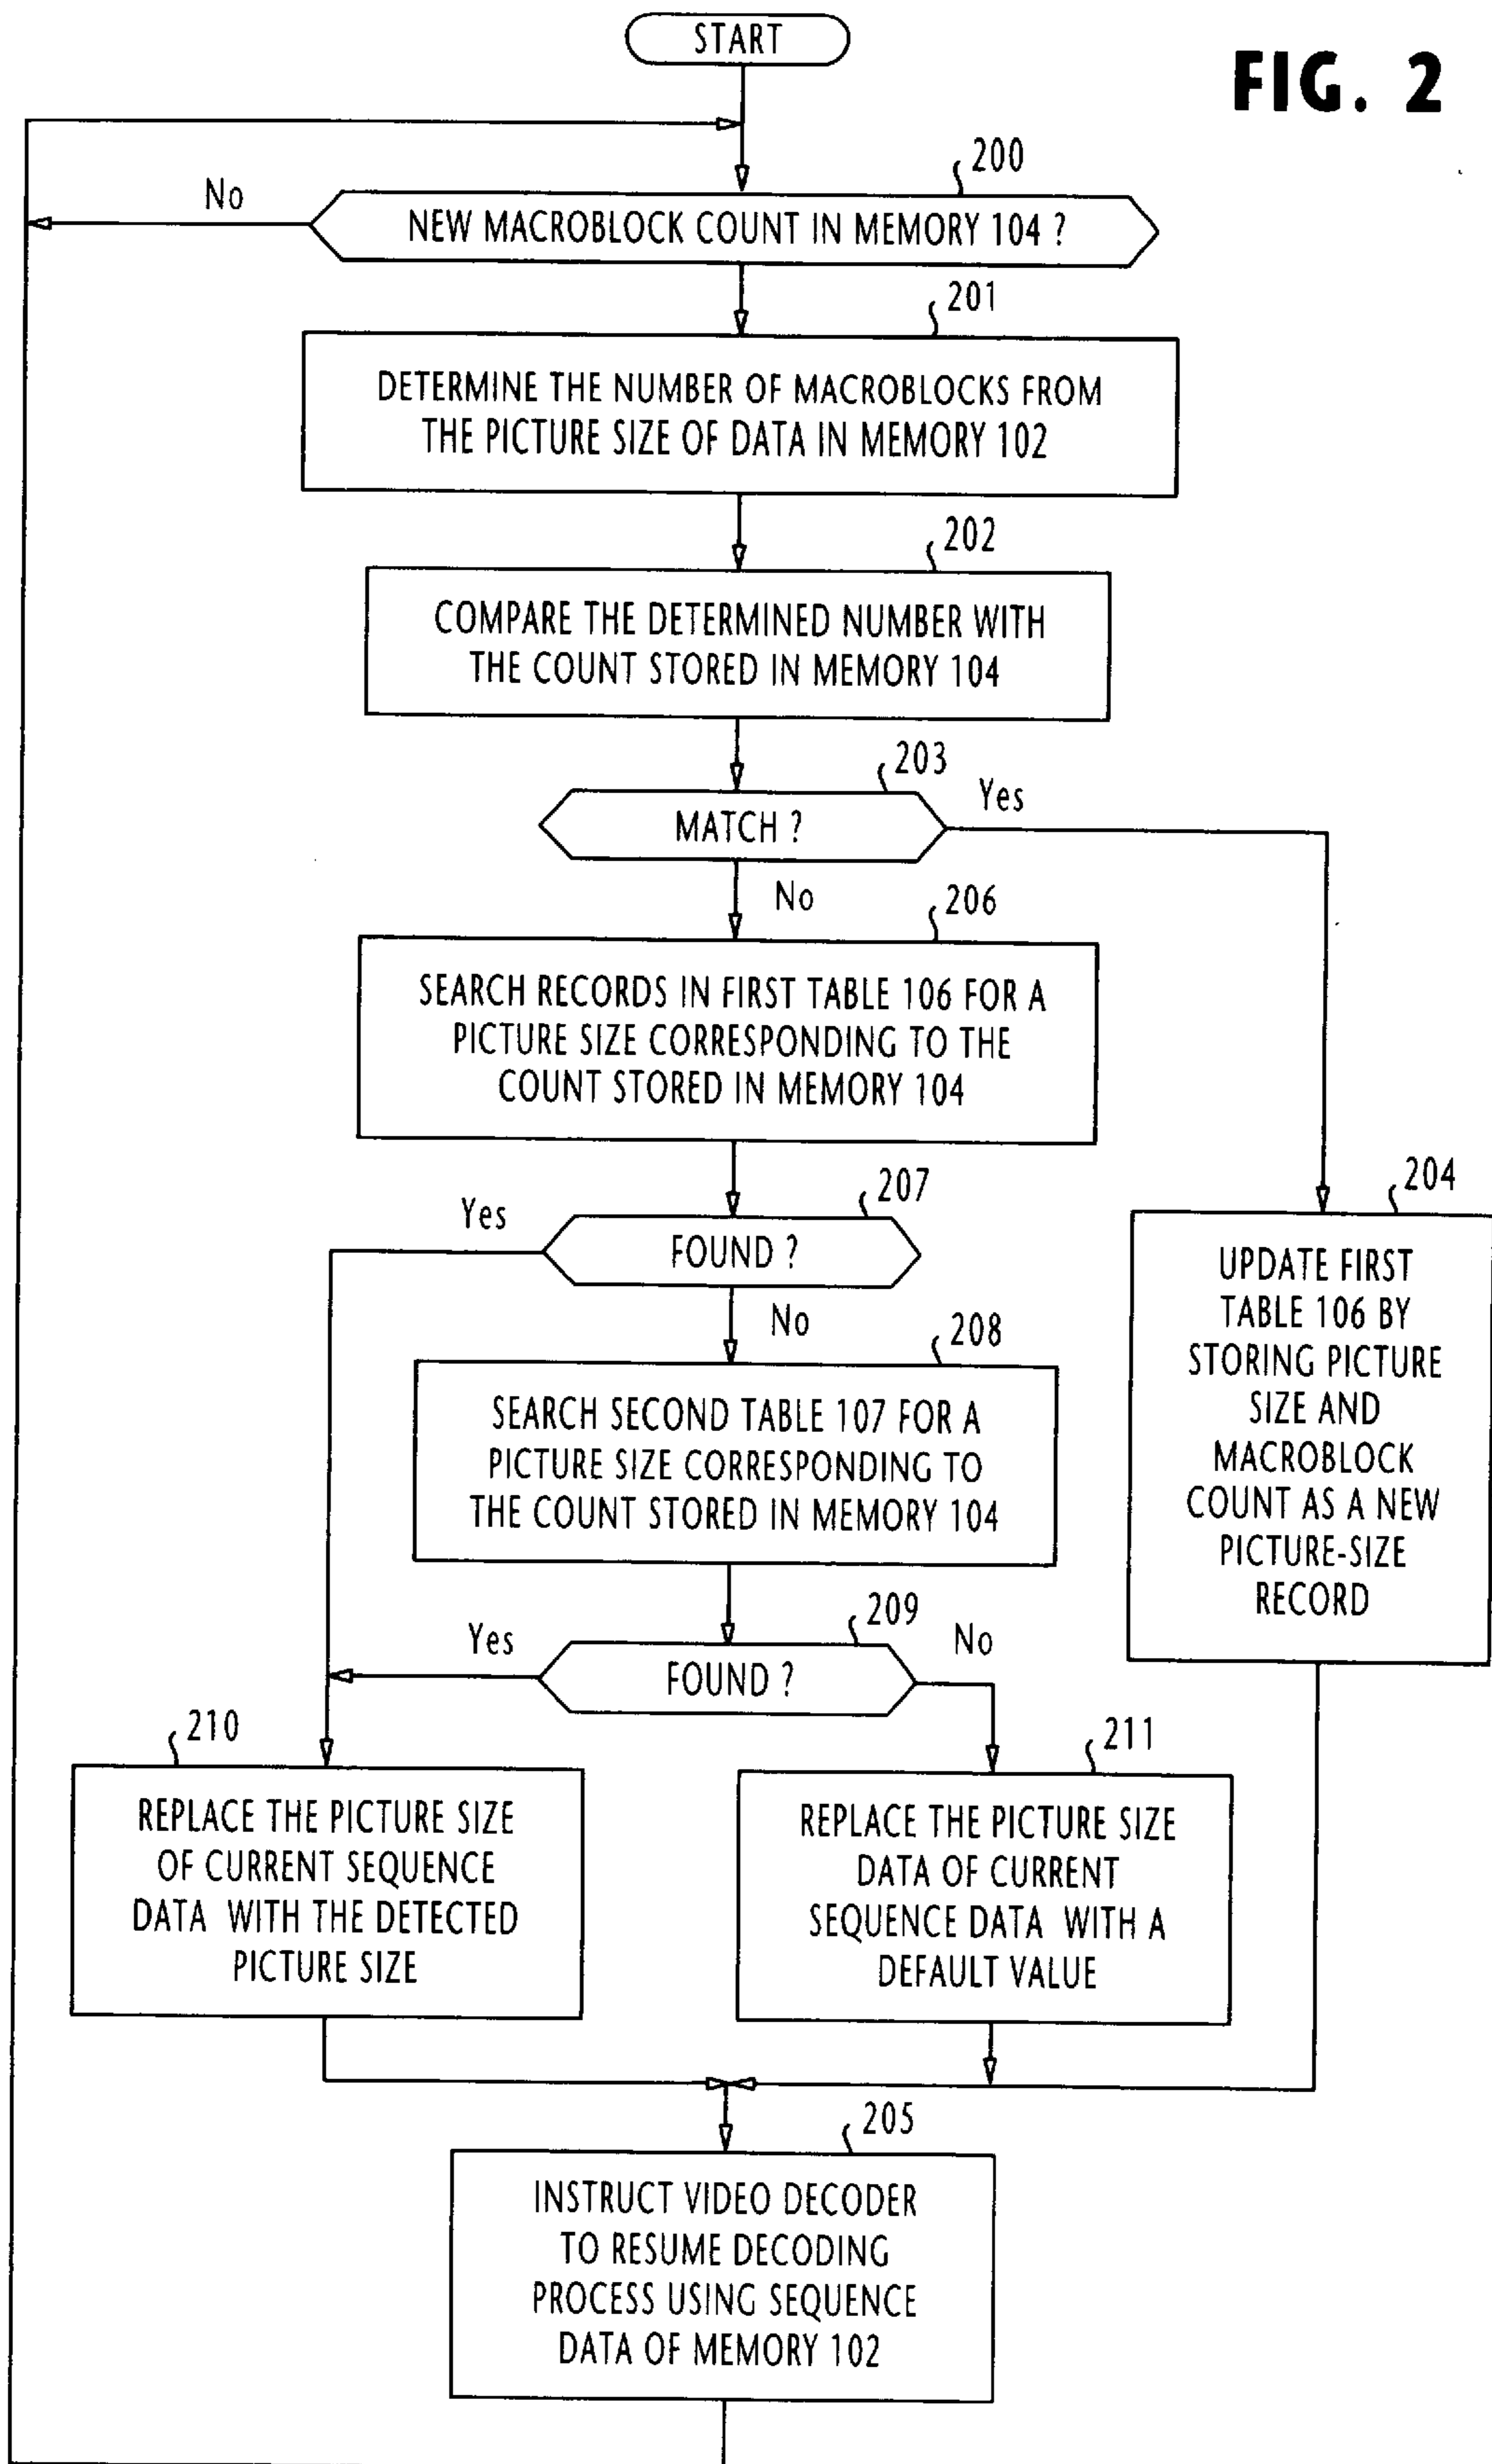 START
FIG. 2
200
No
NEW MACROBLOCK COUNT IN MEMORY 104 ?
201
DETERMINE THE NUMBER OF MACROBLOCKS FROM
THE PICTURE SIZE OF DATA IN MEMORY 102
202
COMPARE THE DETERMINED NUMBER WITH
THE COUNT STORED IN MEMORY 104
203
Yes
MATCH ?
No
206
SEARCH RECORDS IN FIRST TABLE 106 FOR A
PICTURE SIZE CORRESPONDING TO THE
COUNT STORED IN MEMORY 104
207
Yes
FOUND ?
No
204
UPDATE FIRST
TABLE 106 BY
STORING PICTURE
SIZE AND
MACROBLOCK
COUNT AS A NEW
PICTURE-SIZE
RECORD
208
SEARCH SECOND TABLE 107 FOR A
PICTURE SIZE CORRESPONDING TO
THE COUNT STORED IN MEMORY 104
209
Yes
FOUND ?
No
210
REPLACE THE PICTURE SIZE
OF CURRENT SEQUENCE
DATA WITH THE DETECTED
PICTURE SIZE
211
REPLACE THE PICTURE SIZE
DATA OF CURRENT
SEQUENCE DATA WITH A
DEFAULT VALUE
205
INSTRUCT VIDEO DECODER
TO RESUME DECODING
PROCESS USING SEQUENCE
DATA OF MEMORY 102